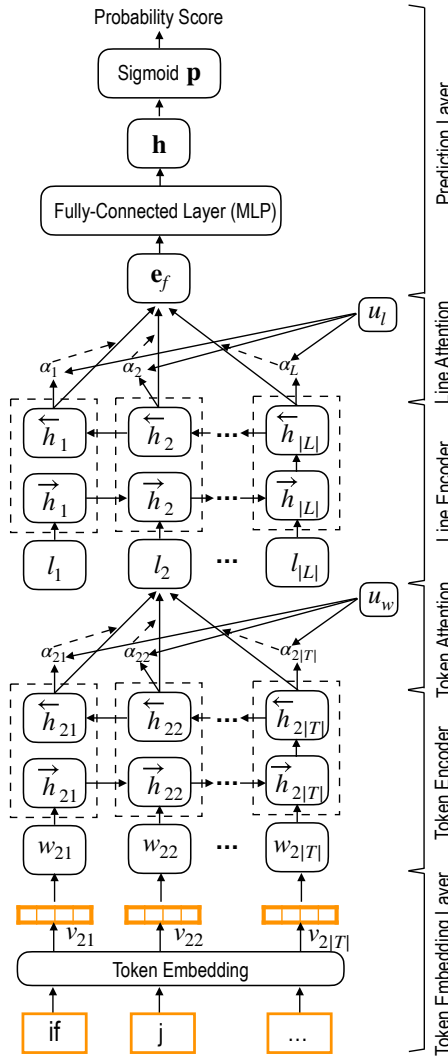 Probability Score
Sigmoid p
h
Fully-Connected Layer (MLP)
e_f
Prediction Layer
u_l
α_1 α_2 α_L
Line Attention
←h_1 ←h_2 ... ←h_|L|
→h_1 →h_2 ... →h_|L|
Line Encoder
l_1 l_2 ... l_|L|
u_w
α_21 α_22 α_2|T|
Token Attention
←h_21 ←h_22 ... ←h_2|T|
→h_21 →h_22 ... →h_2|T|
Token Encoder
w_21 w_22 ... w_2|T|
v_21 v_22 v_2|T|
Token Embedding
if j ...
Token Embedding Layer